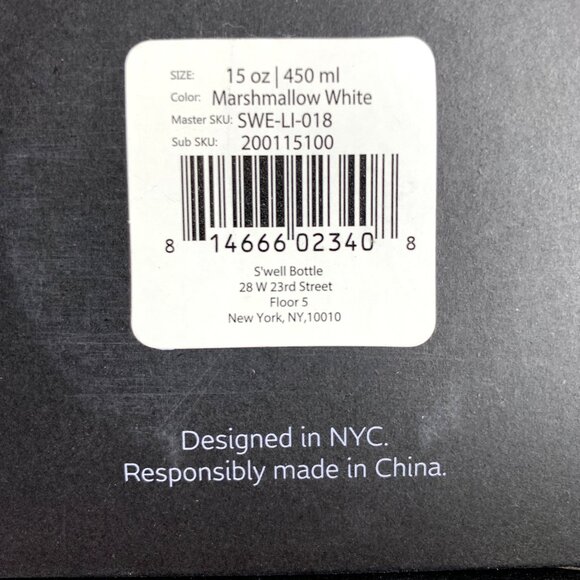 SIZE: 15 oz | 450 ml
Color: Marshmallow White
Master SKU: SWE-LI-018
Sub SKU: 200115100
8 14666 02340 8
S'well Bottle
28 W 23rd Street
Floor 5
New York, NY,10010
Designed in NYC.
Responsibly made in China.